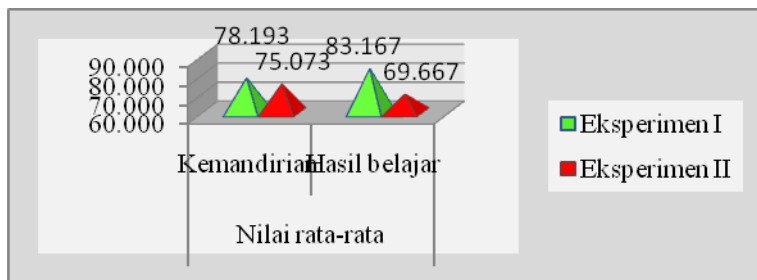 78.193
83.167
75.073
69.667
90.000
80.000
70.000
60.000
Kemandirian
Hasil belajar
Nilai rata-rata
Eksperimen I
Eksperimen II